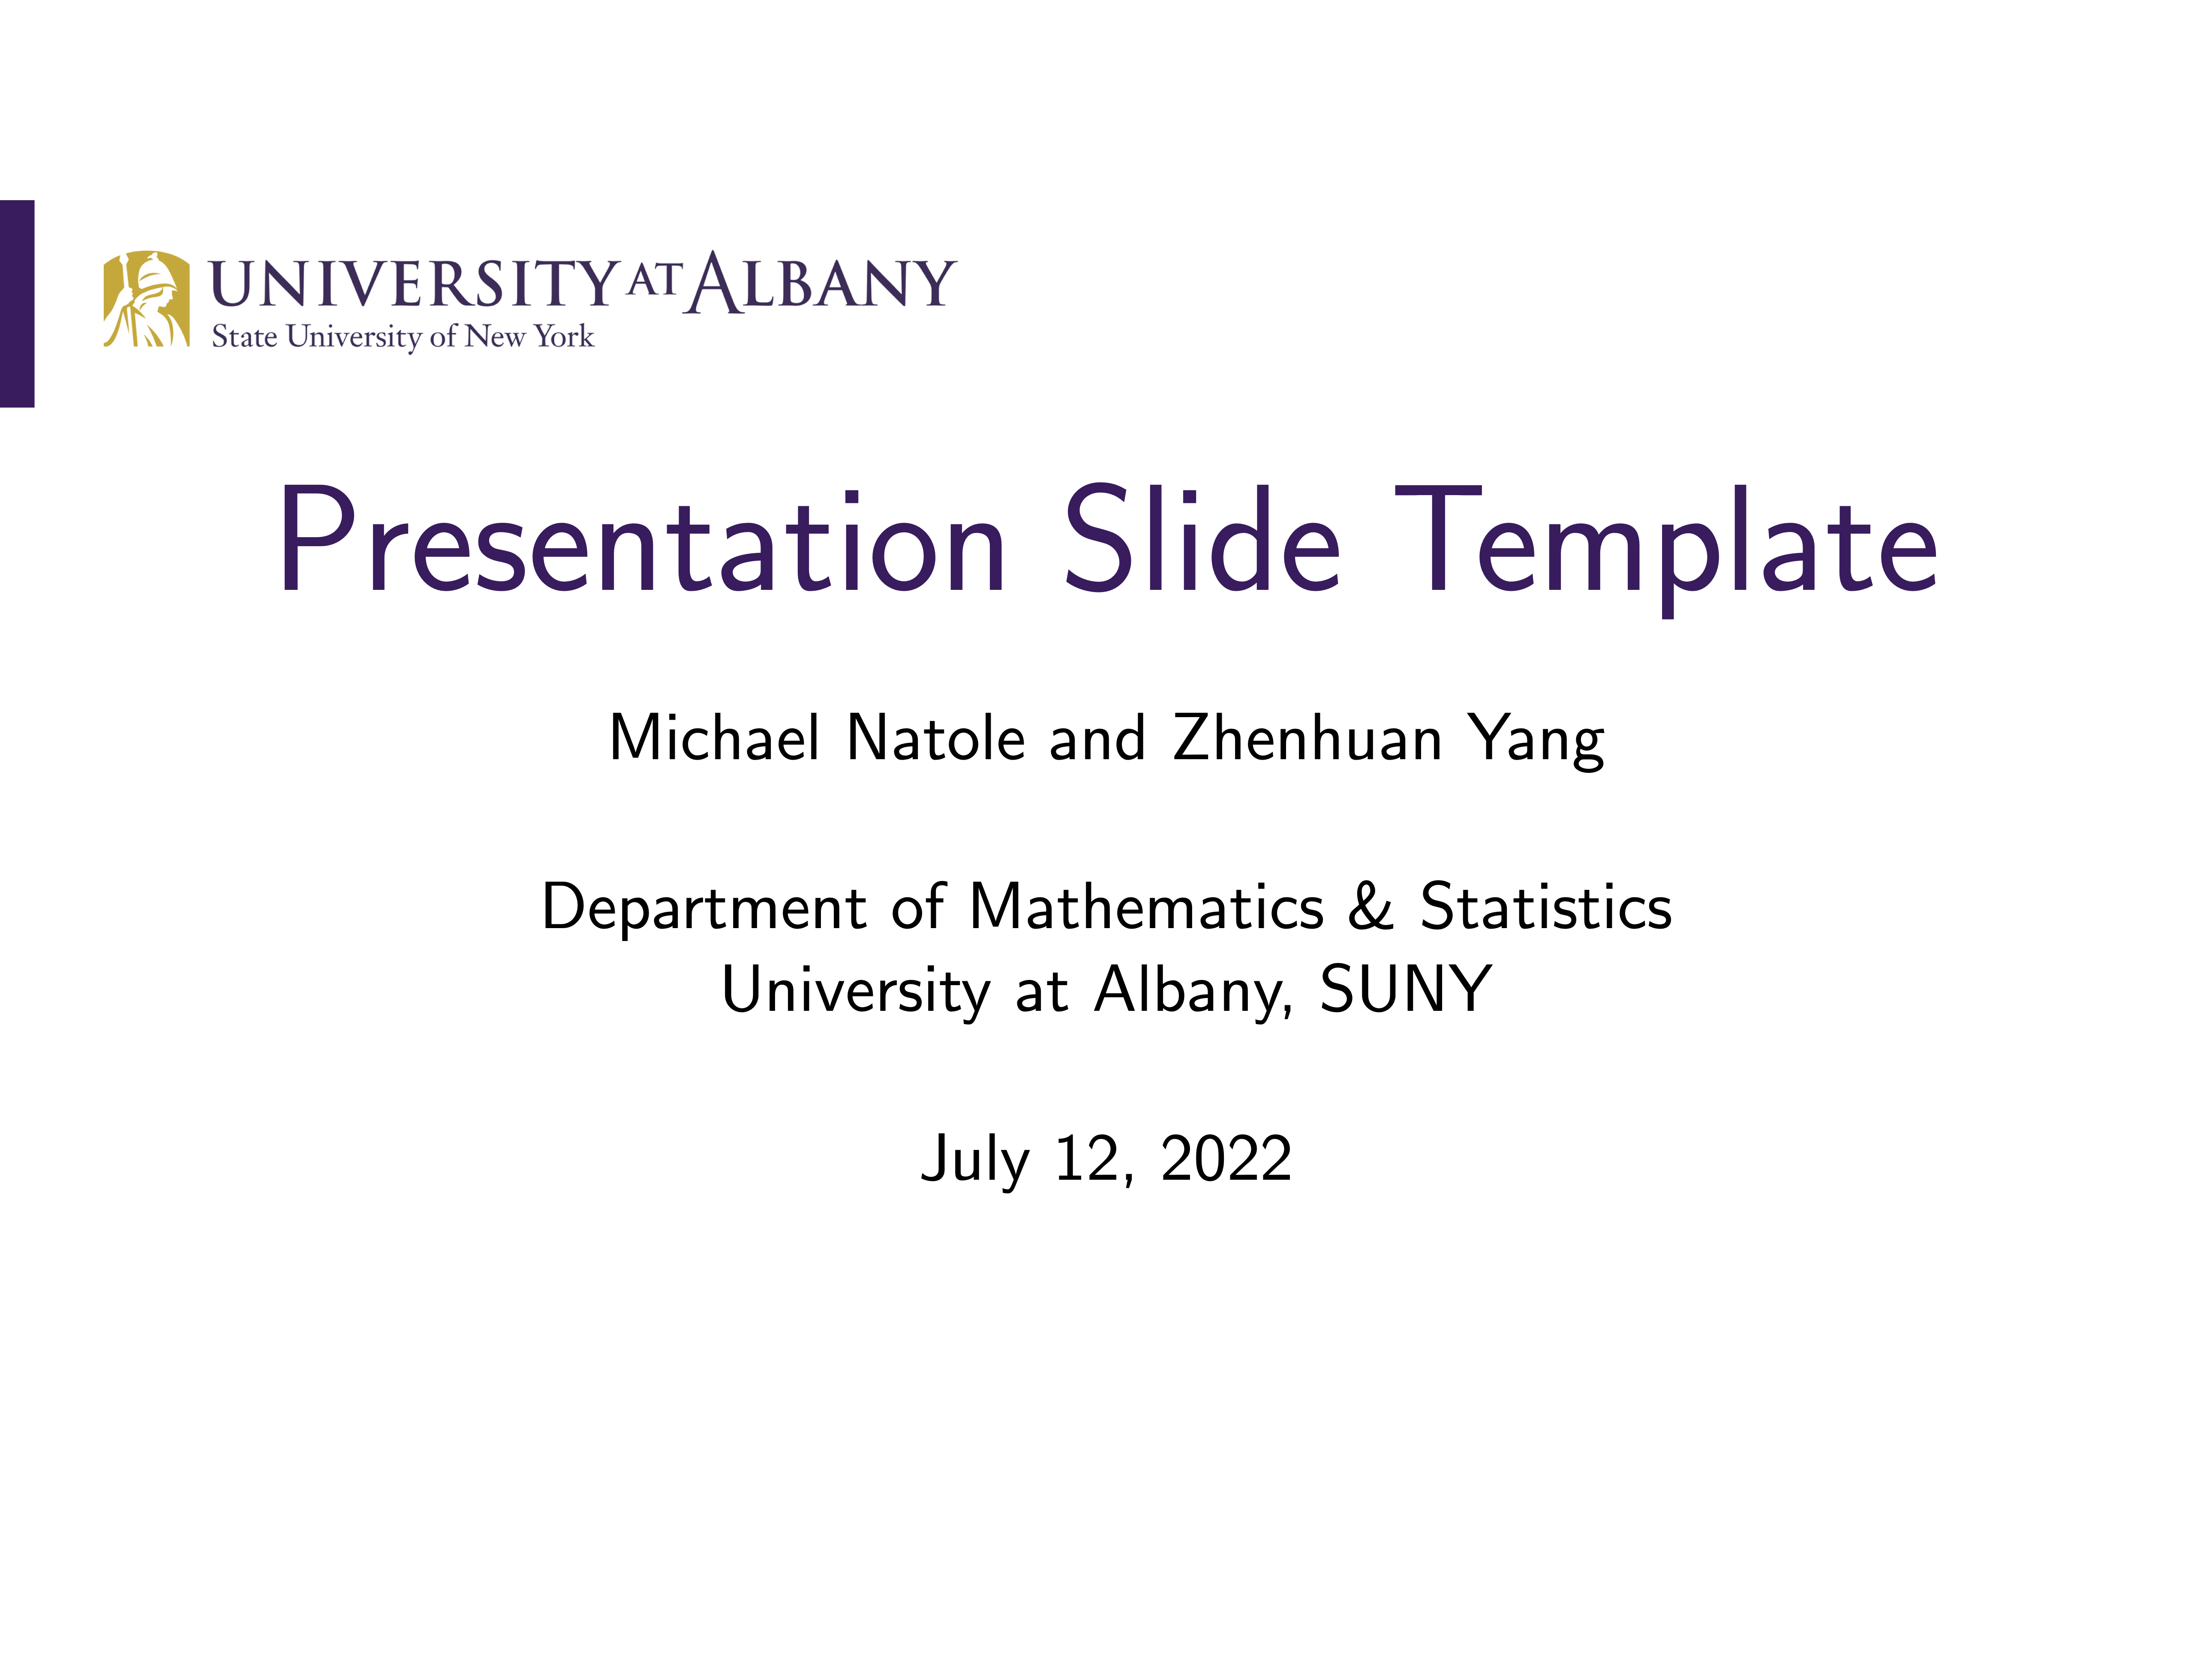 UNIVERSITY AT ALBANY
State University of New York
Presentation Slide Template
Michael Natole and Zhenhuan Yang
Department of Mathematics & Statistics
University at Albany, SUNY
July 12, 2022